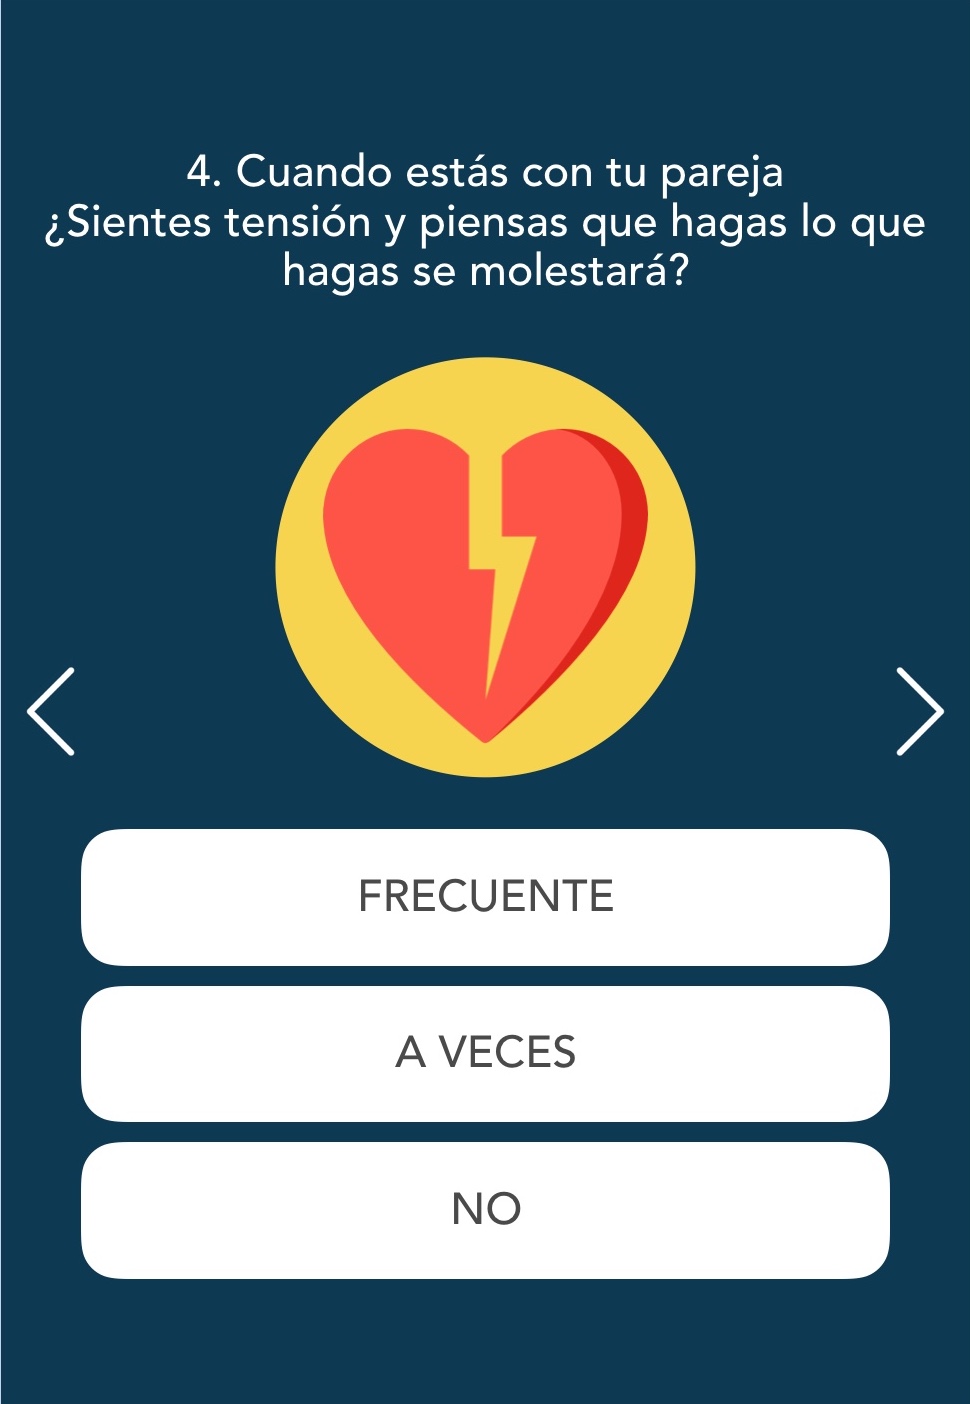 4. Cuando estás con tu pareja
¿Sientes tensión y piensas que hagas lo que
hagas se molestará?
FRECUENTE
A VECES
NO